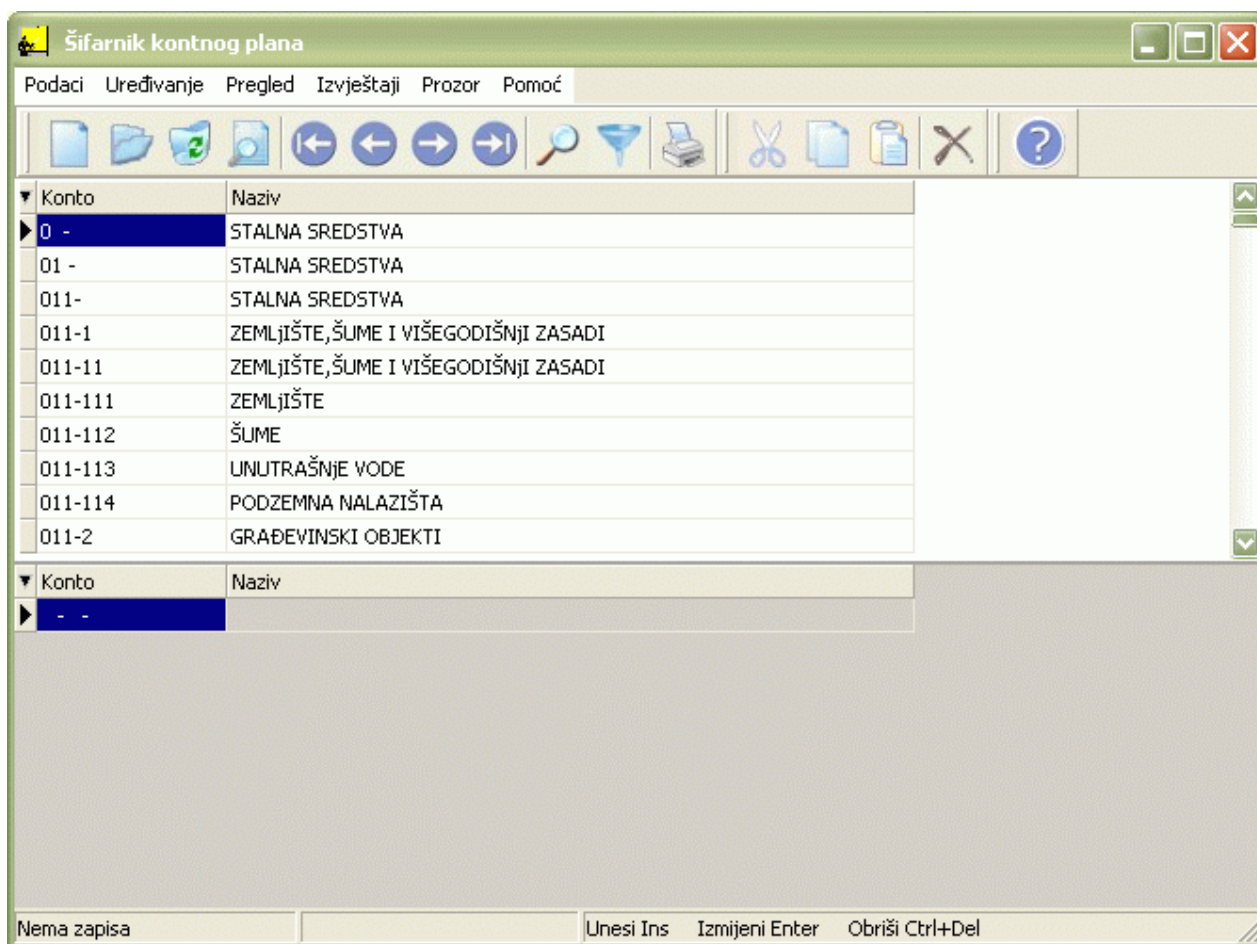 Šifarnik kontnog plana
Podaci Uređivanje Pregled Izvještaji Prozor Pomoć
Konto Naziv
0 - STALNA SREDSTVA
01 - STALNA SREDSTVA
011- STALNA SREDSTVA
011-1 ZEMLjIŠTE,ŠUME I VIŠEGODIŠNjI ZASADI
011-11 ZEMLjIŠTE,ŠUME I VIŠEGODIŠNjI ZASADI
011-111 ZEMLjIŠTE
011-112 ŠUME
011-113 UNUTRAŠNjE VODE
011-114 PODZEMNA NALAZIŠTA
011-2 GRAĐEVINSKI OBJEKTI
Konto Naziv
- -
Nema zapisa Unesi Ins Izmijeni Enter Obriši Ctrl+Del